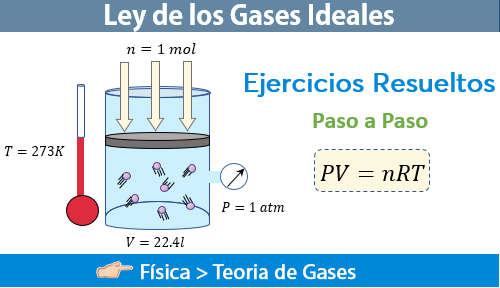 Ley de los Gases Ideales
n = 1 mol
Ejercicios Resueltos
Paso a Paso
T = 273K
PV = nRT
P = 1 atm
V = 22.4l
Física > Teoria de Gases